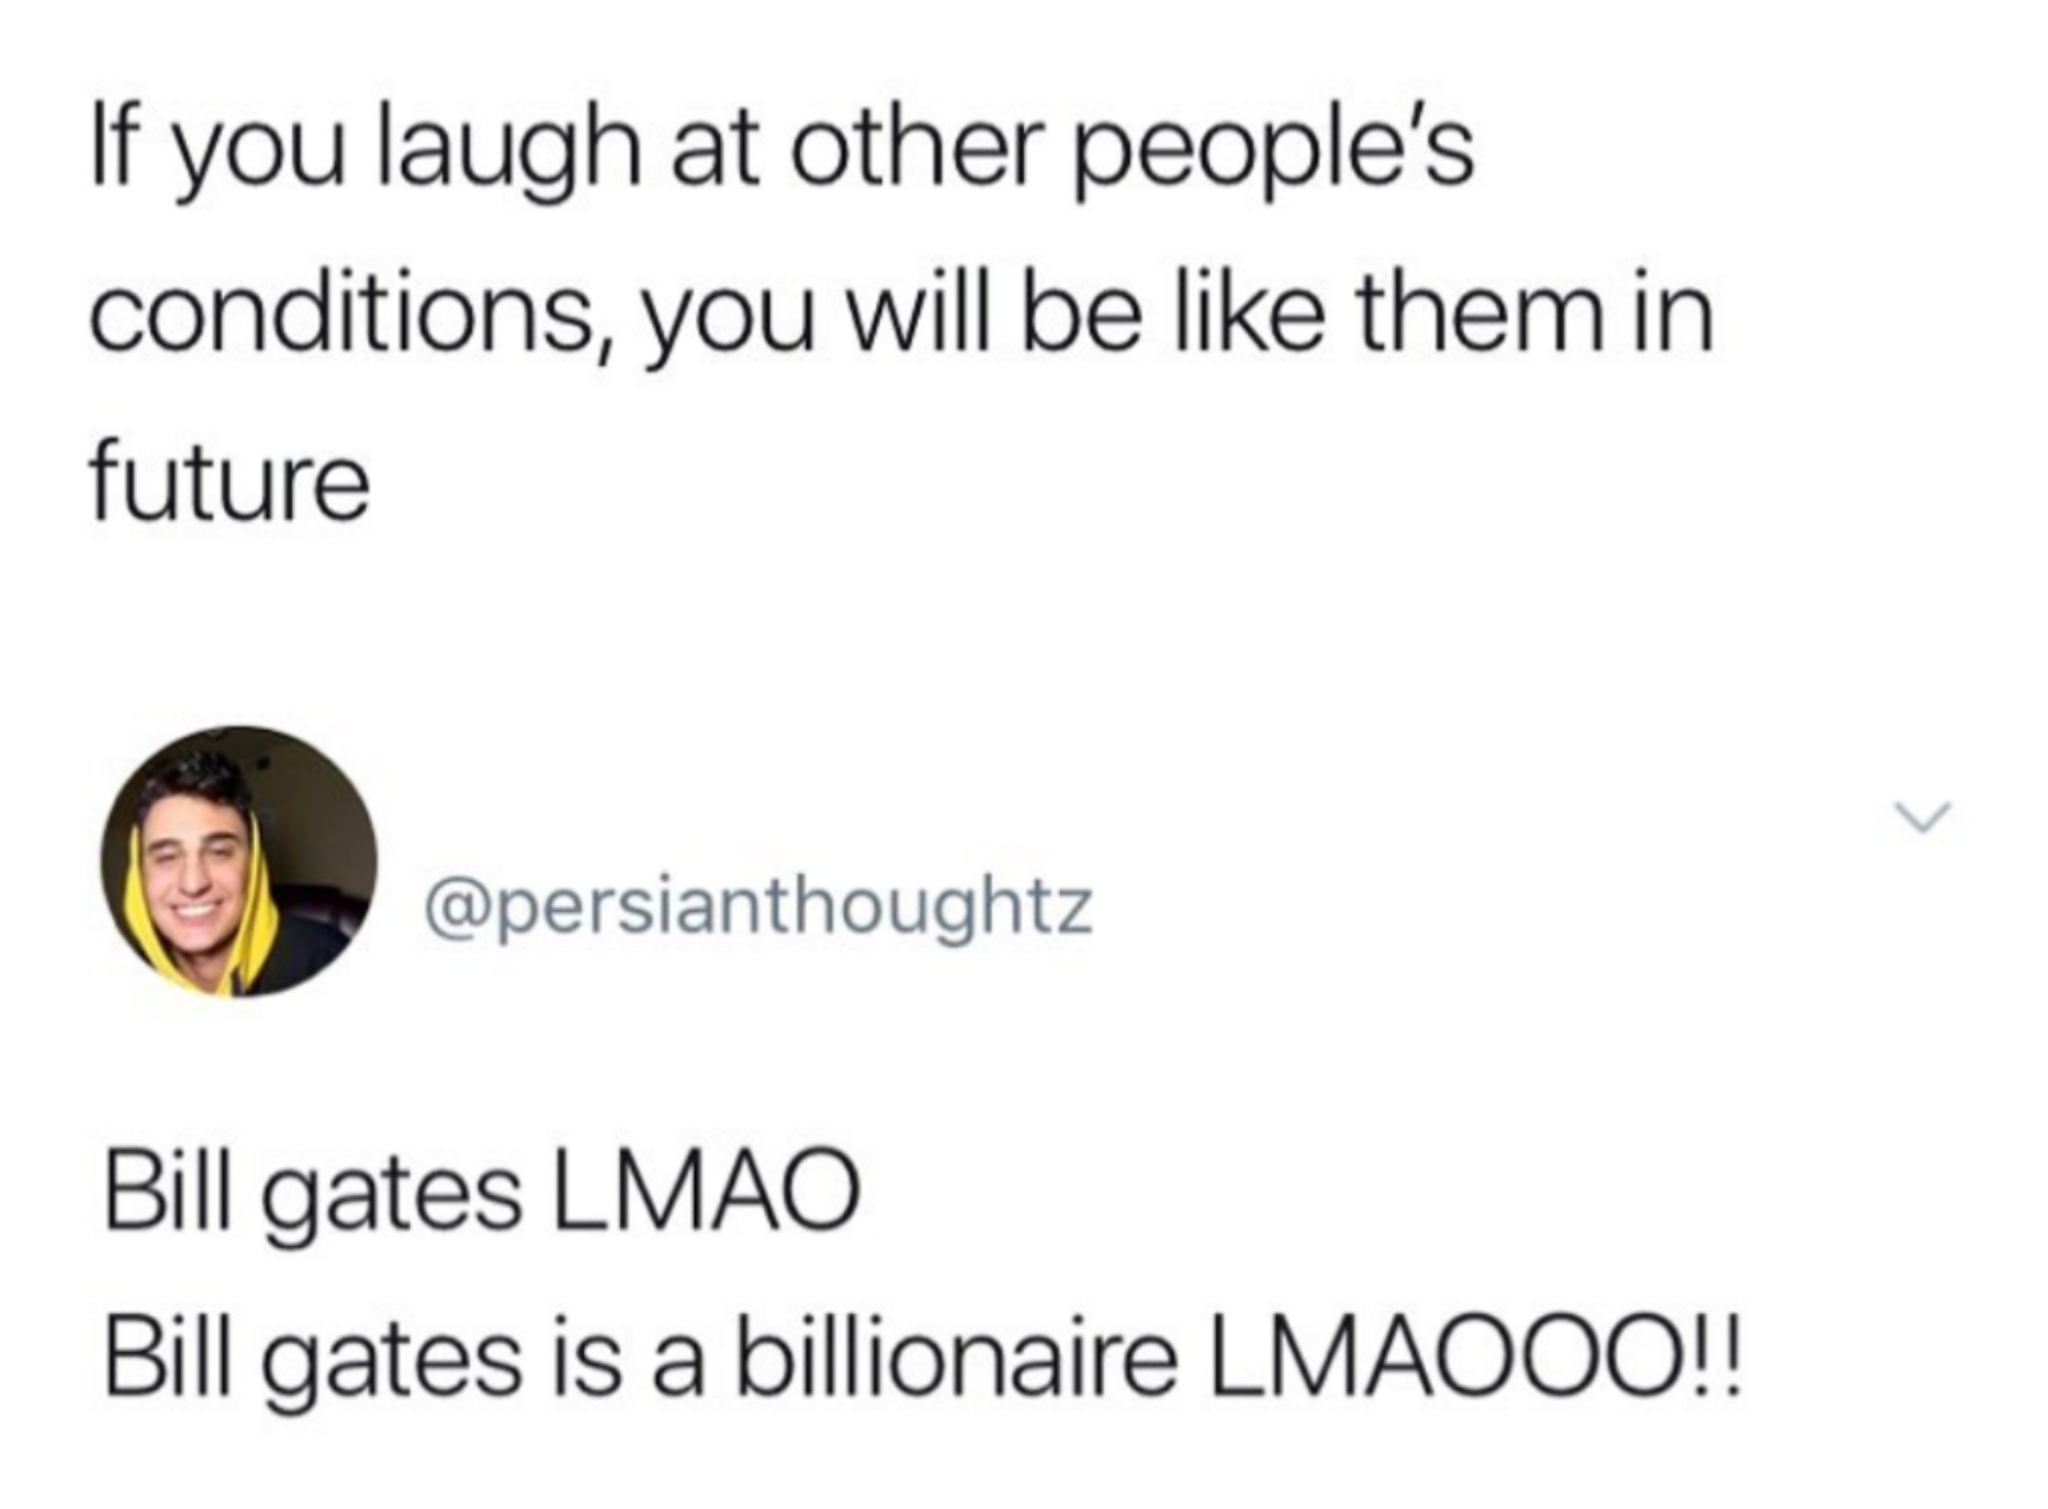 If you laugh at other people’s
conditions, you will be like them in
future
@persianthoughtz
Bill gates LMAO
Bill gates is a billionaire LMAOOO!!